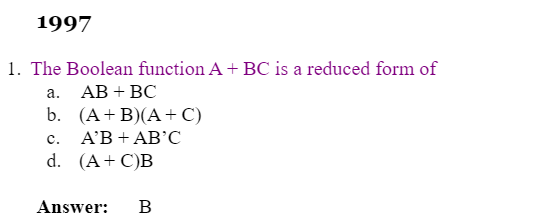 1997
1. The Boolean function A + BC is a reduced form of
a. AB + BC
b. (A + B)(A + C)
c. A’B + AB’C
d. (A + C)B
Answer: B